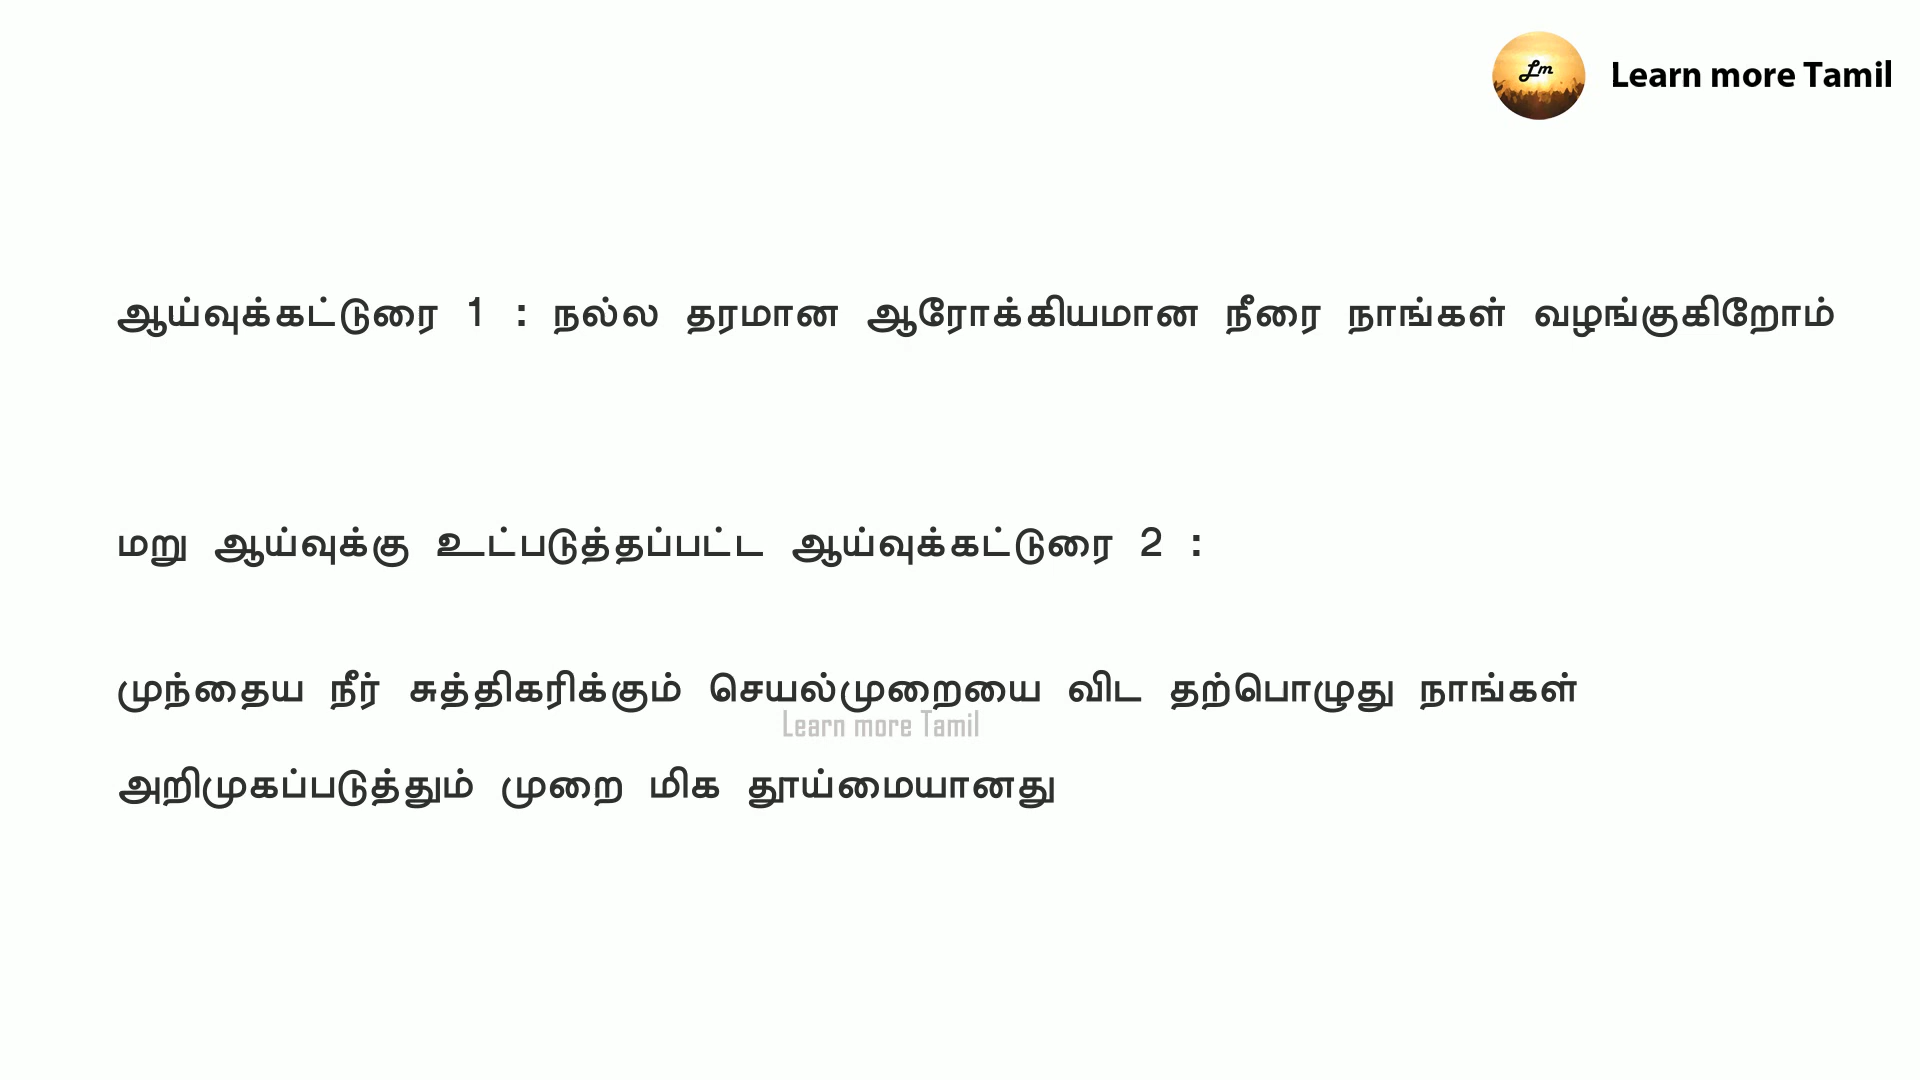 Lm
Learn more Tamil
ஆய்வுக்கட்டுரை 1 : நல்ல தரமான ஆரோக்கியமான நீரை நாங்கள் வழங்குகிறோம்
மறு ஆய்வுக்கு உட்படுத்தப்பட்ட ஆய்வுக்கட்டுரை 2 :
முந்தைய நீர் சுத்திகரிக்கும் செயல்முறையை விட தற்பொழுது நாங்கள்
Learn more Tamil
அறிமுகப்படுத்தும் முறை மிக தூய்மையானது